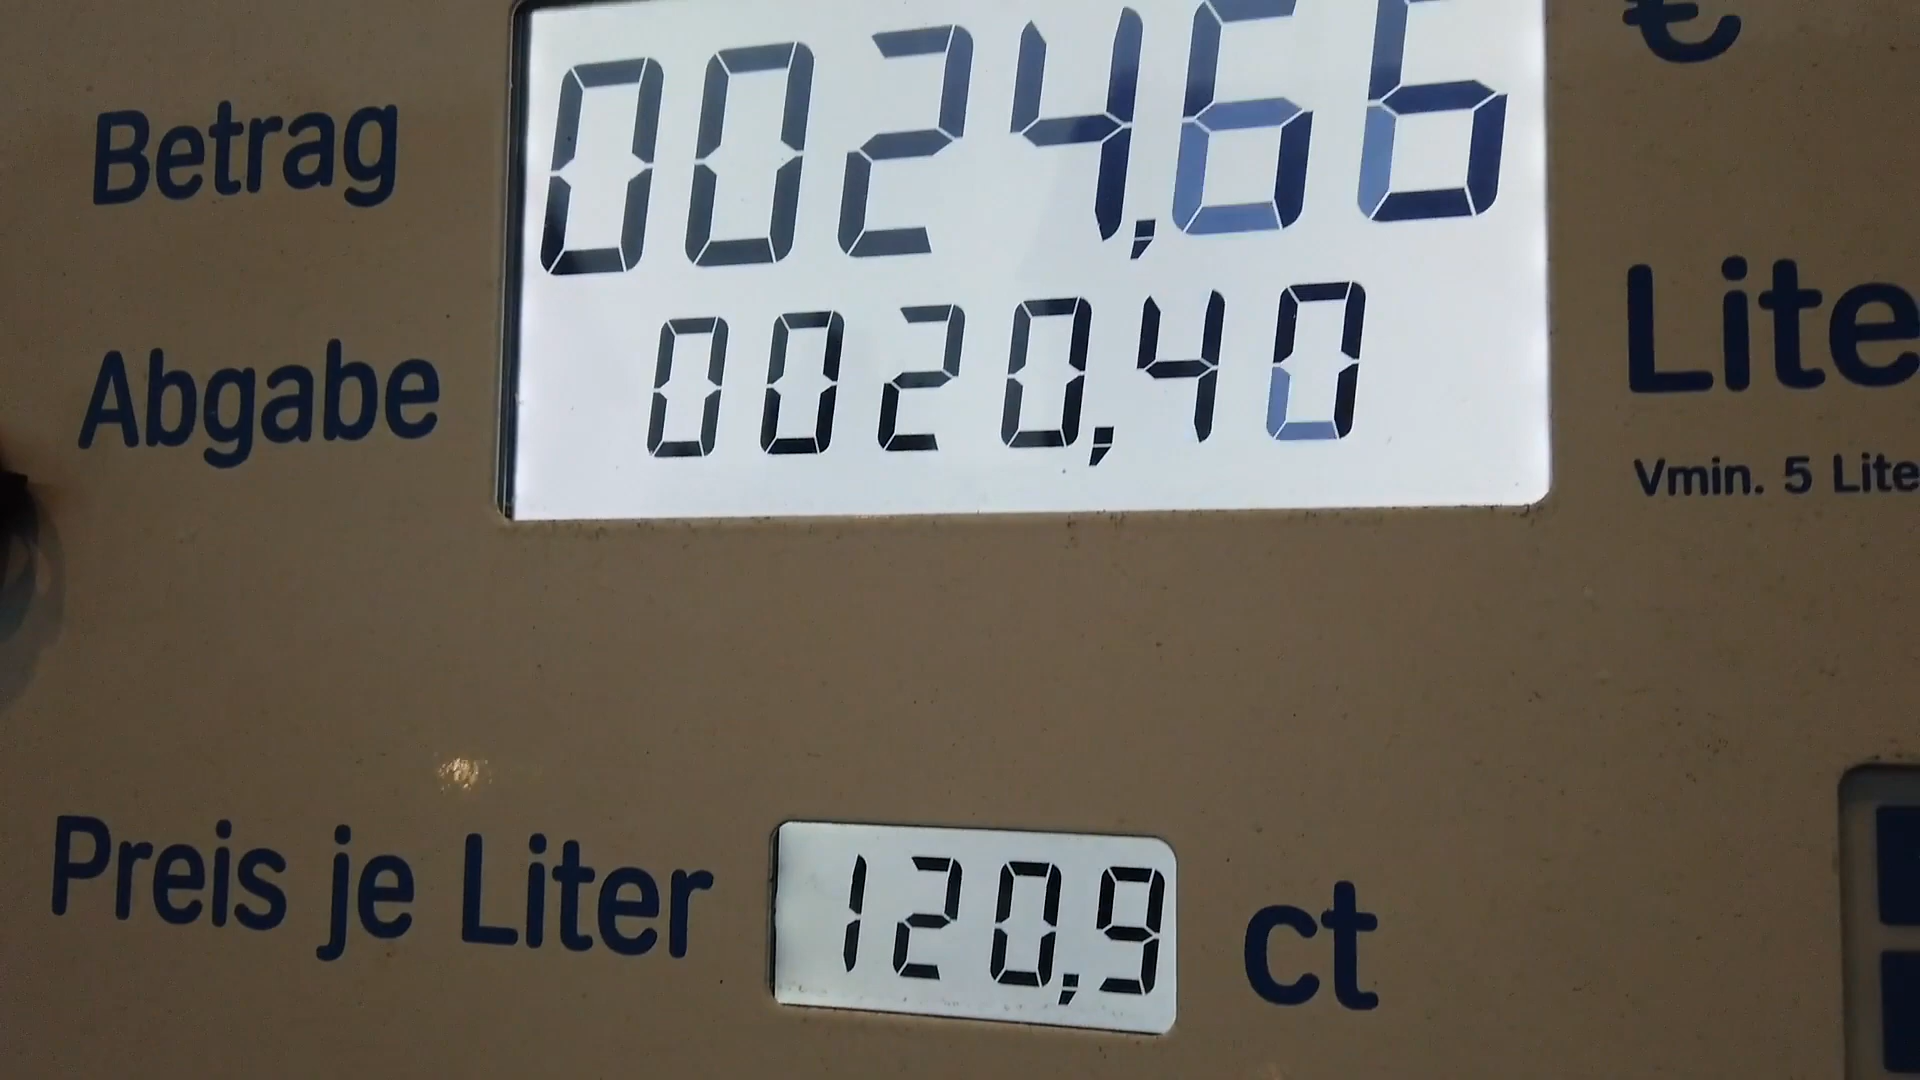 Betrag 0024,66 €
Abgabe 0020,40 Lite
Vmin. 5 Lite
Preis je Liter 120,9 ct